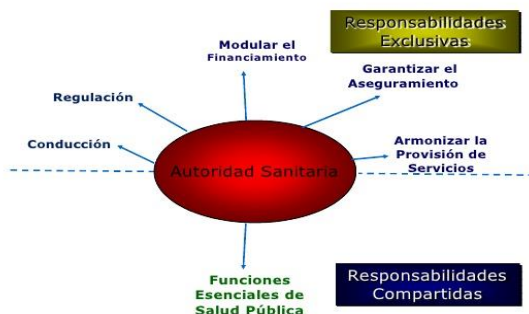 Responsabilidades
Exclusivas
Modular el
Financiamiento
Garantizar el
Aseguramiento
Regulación
Conducción
Armonizar la
Provisión de
Servicios
Autoridad Sanitaria
Funciones
Esenciales de
Salud Pública
Responsabilidades
Compartidas